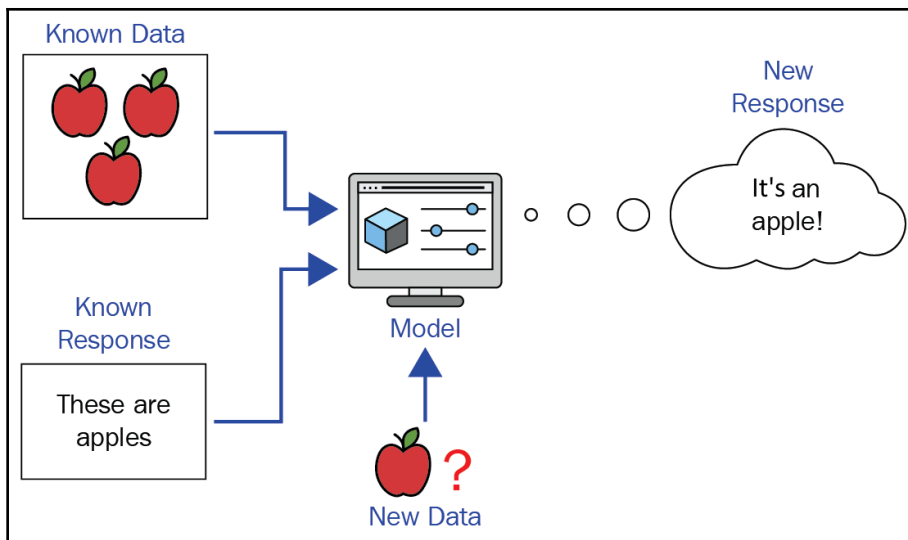 Known Data
Known
Response
These are
apples
Model
?
New Data
New
Response
It's an
apple!